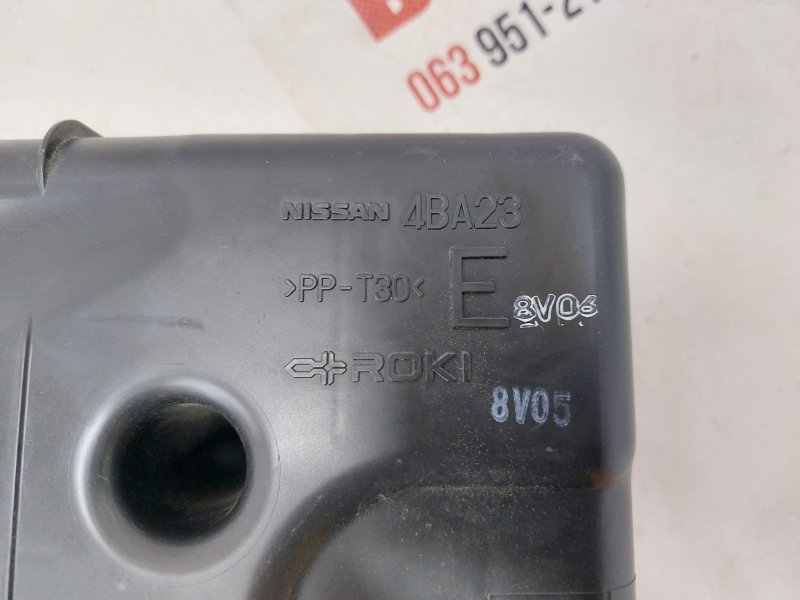 063 951-2
NISSAN 4BA23
>PP-T30<
E
8V06
ROKI
8V05